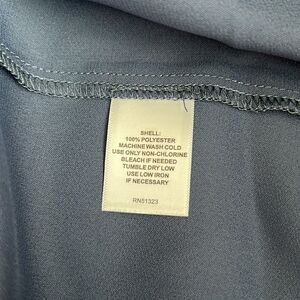 SHELL:
100% POLYESTER
MACHINE WASH COLD
USE ONLY NON-CHLORINE
BLEACH IF NEEDED
TUMBLE DRY LOW
USE LOW IRON
IF NECESSARY
RN51323